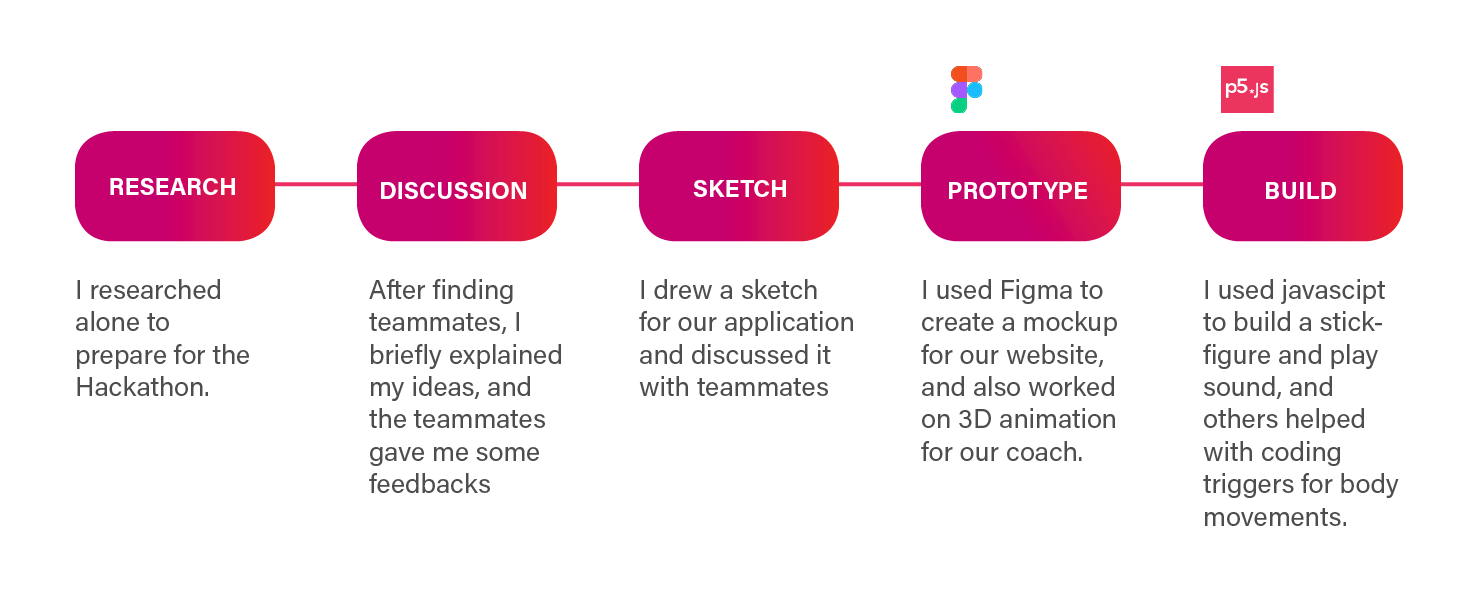 p5.js
RESEARCH
DISCUSSION
SKETCH
PROTOTYPE
BUILD
I researched
alone to
prepare for the
Hackathon.
After finding
teammates, I
briefly explained
my ideas, and
the teammates
gave me some
feedbacks
I drew a sketch
for our application
and discussed it
with teammates
I used Figma to
create a mockup
for our website,
and also worked
on 3D animation
for our coach.
I used javascipt
to build a stick-
figure and play
sound, and
others helped
with coding
triggers for body
movements.